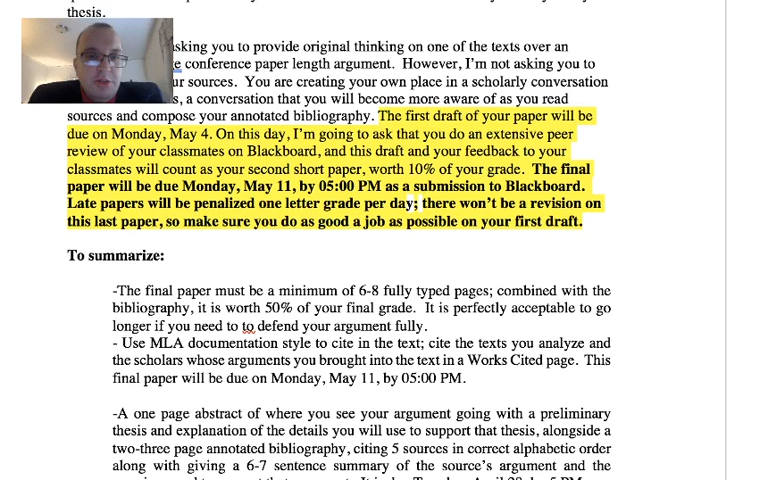 thesis.
asking you to provide original thinking on one of the texts over an
conference paper length argument. However, I'm not asking you to
sources. You are creating your own place in a scholarly conversation
a conversation that you will become more aware of as you read
sources and compose your annotated bibliography. The first draft of your paper will be
due on Monday, May 4. On this day, I'm going to ask that you do an extensive peer
review of your classmates on Blackboard, and this draft and your feedback to your
classmates will count as your second short paper, worth 10% of your grade. The final
paper will be due Monday, May 11, by 05:00 PM as a submission to Blackboard.
Late papers will be penalized one letter grade per day; there won't be a revision on
this last paper, so make sure you do as good a job as possible on your first draft.
To summarize:
-The final paper must be a minimum of 6-8 fully typed pages; combined with the
bibliography, it is worth 50% of your final grade. It is perfectly acceptable to go
longer if you need to to defend your argument fully.
- Use MLA documentation style to cite in the text; cite the texts you analyze and
the scholars whose arguments you brought into the text in a Works Cited page. This
final paper will be due on Monday, May 11, by 05:00 PM.
-A one page abstract of where you see your argument going with a preliminary
thesis and explanation of the details you will use to support that thesis, alongside a
two-three page annotated bibliography, citing 5 sources in correct alphabetic order
along with giving a 6-7 sentence summary of the source's argument and the